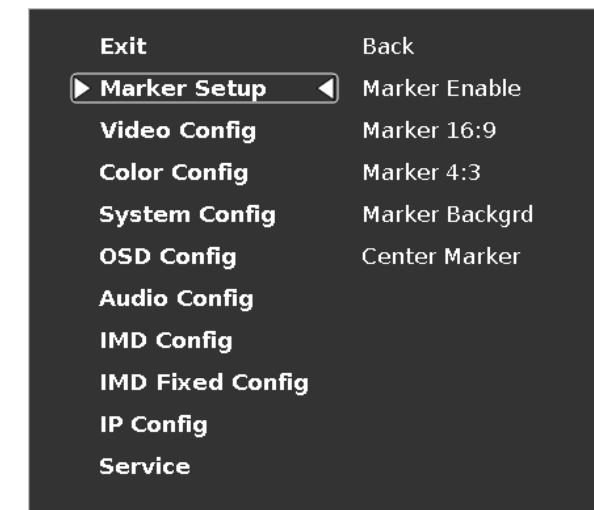 Exit Back
Marker Setup Marker Enable
Video Config Marker 16:9
Color Config Marker 4:3
System Config Marker Backgrd
OSD Config Center Marker
Audio Config
IMD Config
IMD Fixed Config
IP Config
Service